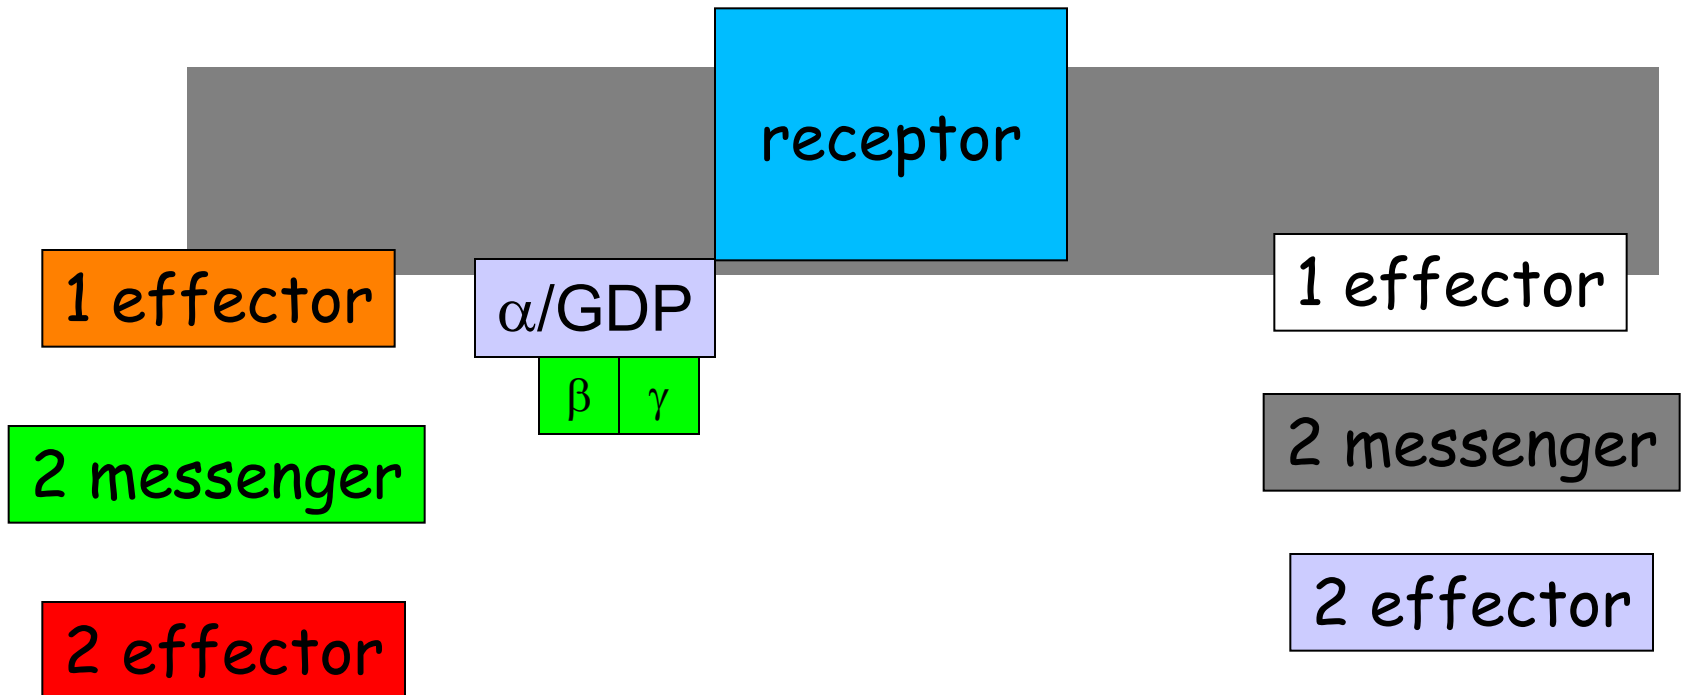 receptor
1 effector
α/GDP
1 effector
β γ
2 messenger
2 messenger
2 effector
2 effector